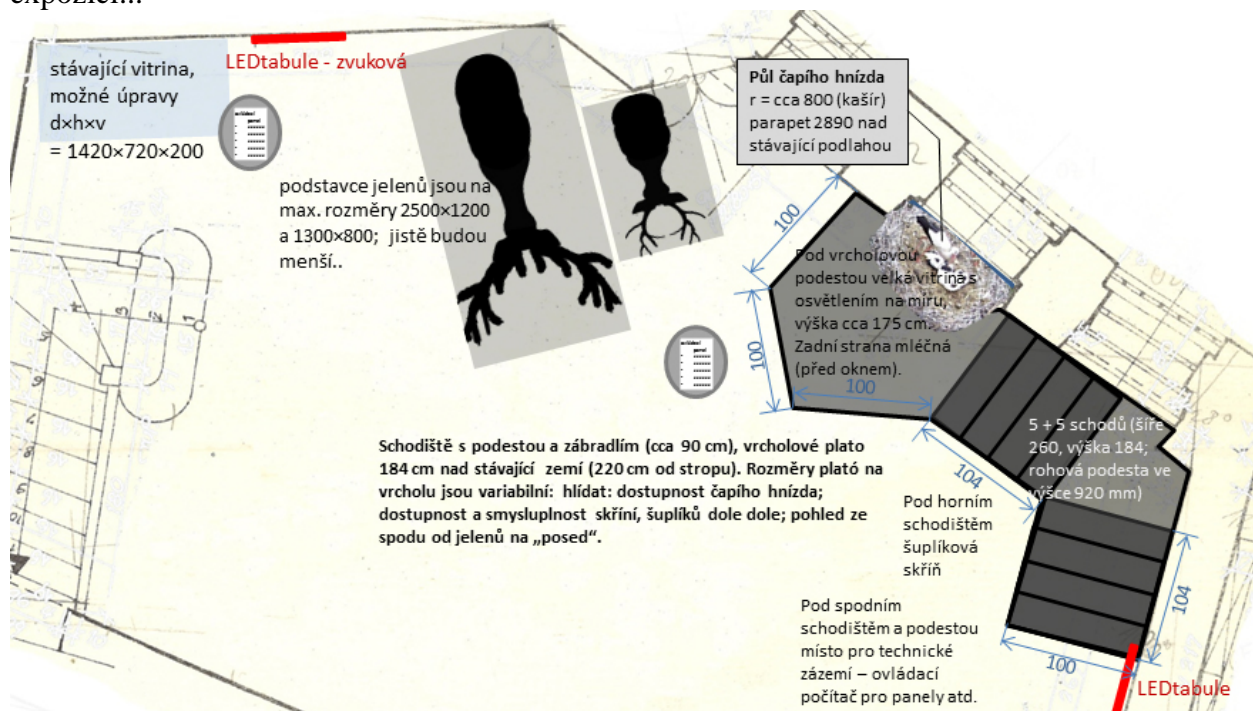 expozici...
stávající vitrina,
možné úpravy
d×h×v
= 1420×720×200
LEDtabule - zvuková
podstavce jelenů jsou na
max. rozměry 2500×1200
a 1300×800; jistě budou
menší..
Půl čapího hnízda
r = cca 800 (kašír)
parapet 2890 nad
stávající podlahou
100
Pod vrcholovou
podestou velká vitrina s
osvětlením na míru,
výška cca 175 cm.
Zadní strana mléčná
(před oknem).
100
100
104
5 + 5 schodů (šíře
260, výška 184;
rohová podesta ve
výšce 920 mm)
Schodiště s podestou a zábradlím (cca 90 cm), vrcholové plato
184 cm nad stávající zemí (220 cm od stropu). Rozměry plató na
vrcholu jsou variabilní: hlídat: dostupnost čapího hnízda;
dostupnost a smysluplnost skříní, šuplíků dole dole; pohled ze
spodu od jelenů na „posed“.
Pod horním
schodištěm
šuplíková
skříň
104
Pod spodním
schodištěm a podestou
místo pro technické
zázemí – ovládací
počítač pro panely atd.
100
LEDtabule
1
2
3